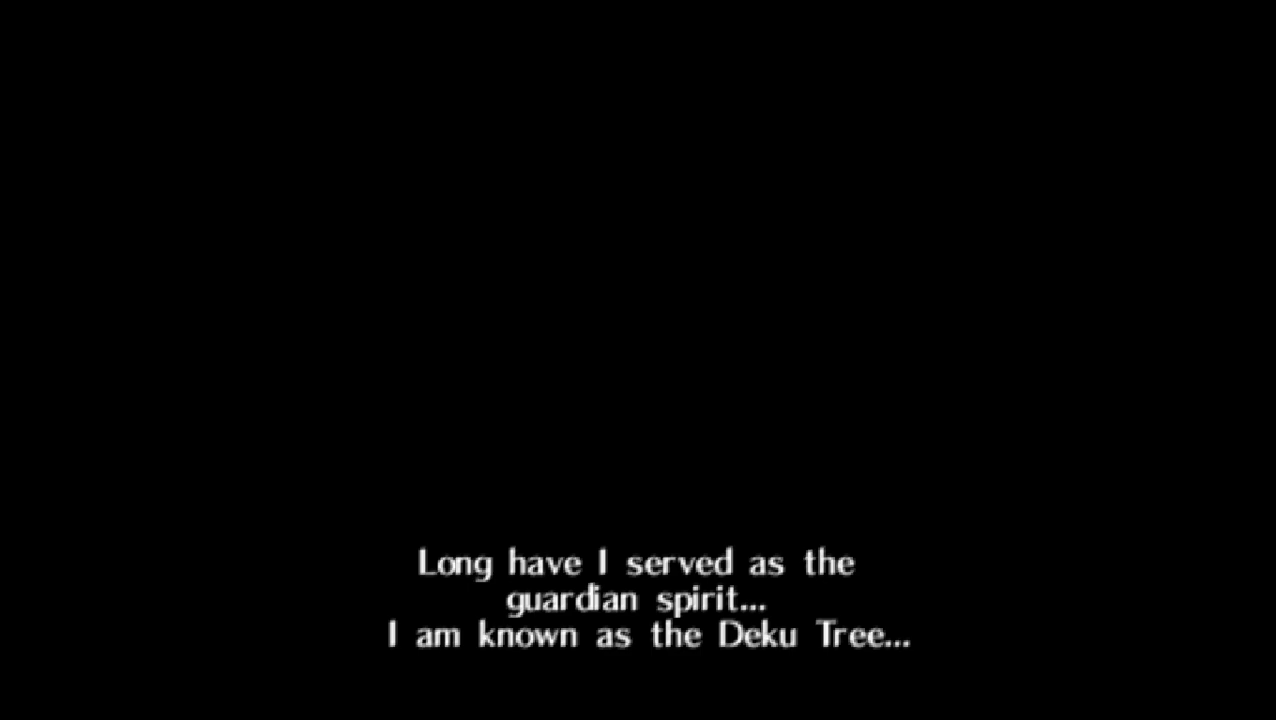 Long have I served as the
guardian spirit...
I am known as the Deku Tree...